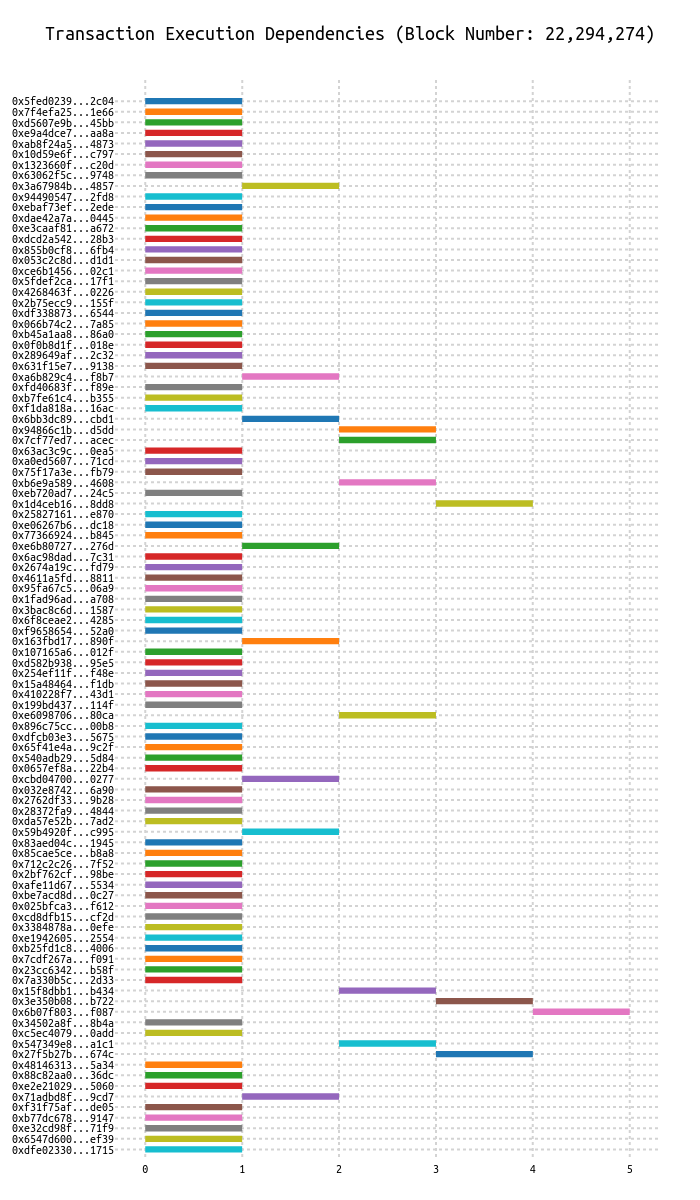 Transaction Execution Dependencies (Block Number: 22,294,274)
0x5fed0239...2c04
0x7f4efa25...1e66
0xd5607e9b...45bb
0xe9a4dce7...aa8a
0xab8f24a5...4873
0x10d59e6f...c797
0x1323660f...c20d
0x63062f5c...9748
0x3a67984b...4857
0x94490547...2fd8
0xebaf73ef...2ede
0xdae42a7a...0445
0xe3caaf81...a672
0xdcd2a542...28b3
0x855b0cf8...6fb4
0x053c2c8d...d1d1
0xce6b1456...02c1
0x5fdef2ca...17f1
0x4268463f...0226
0x2b75ecc9...155f
0xdf338873...6544
0x066b74c2...7a85
0xb45a1aa8...86a0
0x0f0b8d1f...018e
0x289649af...2c32
0x631f15e7...9138
0xa6b829c4...f8b7
0xfd40683f...f89e
0xb7fe61c4...b355
0xf1da818a...16ac
0x6bb3dc89...cbd1
0x94866c1b...d5dd
0x7cf77ed7...acec
0x63ac3c9c...0ea5
0xa0ed5607...71cd
0x75f17a3e...fb79
0xb6e9a589...4608
0xeb720ad7...24c5
0x1d4ceb16...8dd8
0x25827161...e870
0xe06267b6...dc18
0x77366924...b845
0xe6b80727...276d
0x6ac98dad...7c31
0x2674a19c...fd79
0x4611a5fd...8811
0x95fa67c5...06a9
0x1fad96ad...a708
0x3bac8c6d...1587
0x6f8ceae2...4285
0xf9658654...52a0
0x163fbd17...890f
0x107165a6...012f
0xd582b938...95e5
0x254ef11f...f48e
0x15a48464...f1db
0x410228f7...43d1
0x199bd437...114f
0xe6098706...80ca
0x896c75cc...00b8
0xdfcb03e3...5675
0x65f41e4a...9c2f
0x540adb29...5d84
0x0657ef8a...22b4
0xcbd04700...0277
0x032e8742...6a90
0x2762df33...9b28
0x28372fa9...4844
0xda57e52b...7ad2
0x59b4920f...c995
0x83aed04c...1945
0x85cae5ce...b8a8
0x712c2c26...7f52
0x2bf762cf...98be
0xafe11d67...5534
0xbe7acd8d...0c27
0x025bfca3...f612
0xcd8dfb15...cf2d
0x3384878a...0efe
0xe1942605...2554
0xb25fd1c8...4006
0x7cdf267a...f091
0x23cc6342...b58f
0x7a330b5c...2d33
0x15f8dbb1...b434
0x3e350b08...b722
0x6b07f803...f087
0x34502a8f...8b4a
0xc5ec4079...0add
0x547349e8...a1c1
0x27f5b27b...674c
0x48146313...5a34
0x88c82aa0...36dc
0xe2e21029...5060
0x71adbd8f...9cd7
0xf31f75af...de05
0xb77dc678...9147
0xe32cd98f...71f9
0x6547d600...ef39
0xdfe02330...1715
0 1 2 3 4 5